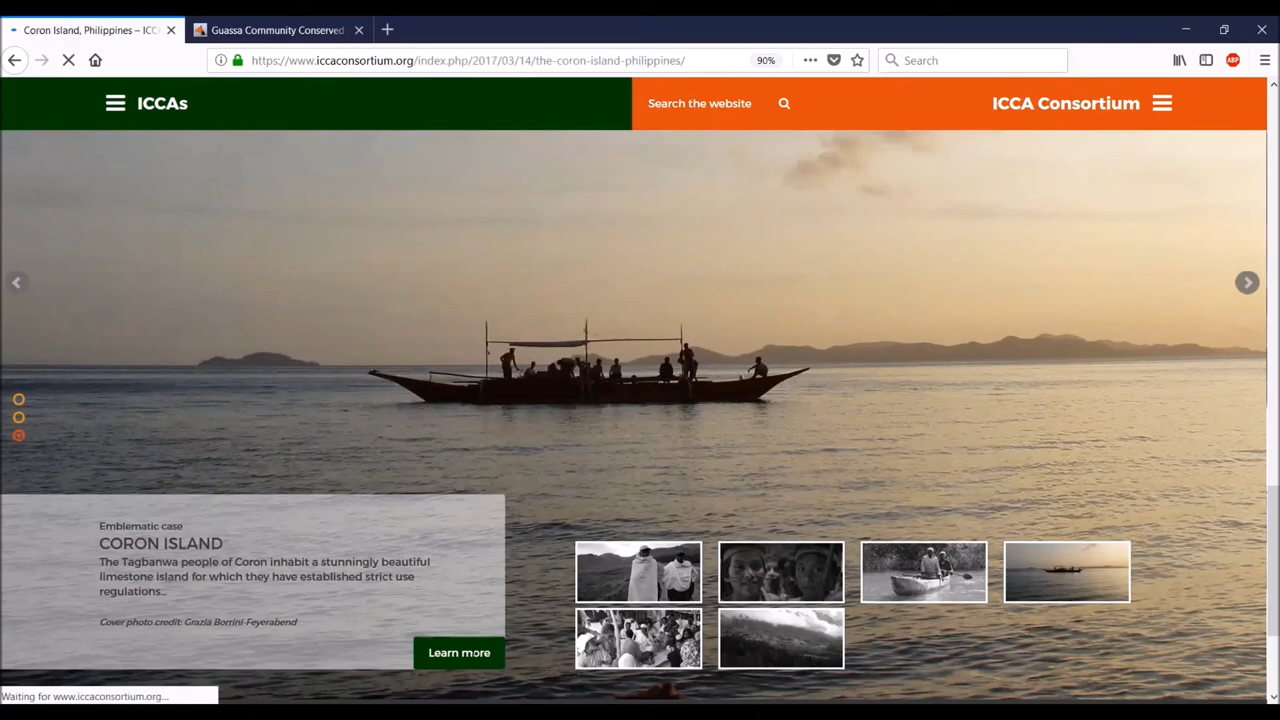 Coron Island, Philippines – ICC
Guassa Community Conserved
https://www.iccaconsortium.org/index.php/2017/03/14/the-coron-island-philippines/
90%
Search
ABP
ICCAs
Search the website
ICCA Consortium
Emblematic case
CORON ISLAND
The Tagbanwa people of Coron inhabit a stunningly beautiful
limestone island for which they have established strict use
regulations...
Cover photo credit: Grazia Borrini-Feyerabend
Learn more
Waiting for www.iccaconsortium.org...